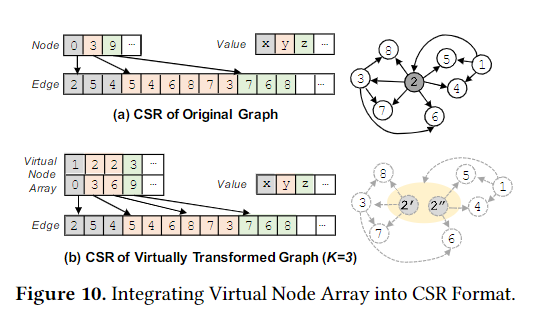 Node 0 3 9 ... Value x y z ...
Edge 2 5 4 5 4 6 8 7 3 7 6 8 ...
(a) CSR of Original Graph
8 5 1 3 2 4 7 6
Virtual Node Array 1 2 2 3 ...
0 3 6 9 ... Value x y z ...
Edge 2 5 4 5 4 6 8 7 3 7 6 8 ...
(b) CSR of Virtually Transformed Graph (K=3)
8 5 1 3 2' 2'' 4 7 6
Figure 10. Integrating Virtual Node Array into CSR Format.